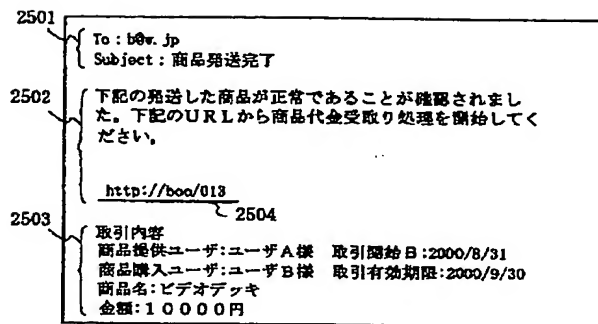 2501
To:b@w.jp
Subject:商品発送完了
2502
下記の発送した商品が正常であることが確認されまし
た。下記のURLから商品代金受取り処理を開始してく
ださい。
http://boo/013
2504
2503
取引内容
商品提供ユーザ:ユーザA様 取引開始日:2000/8/31
商品購入ユーザ:ユーザB様 取引有効期限:2000/9/30
商品名:ビデオデッキ
金額:10000円